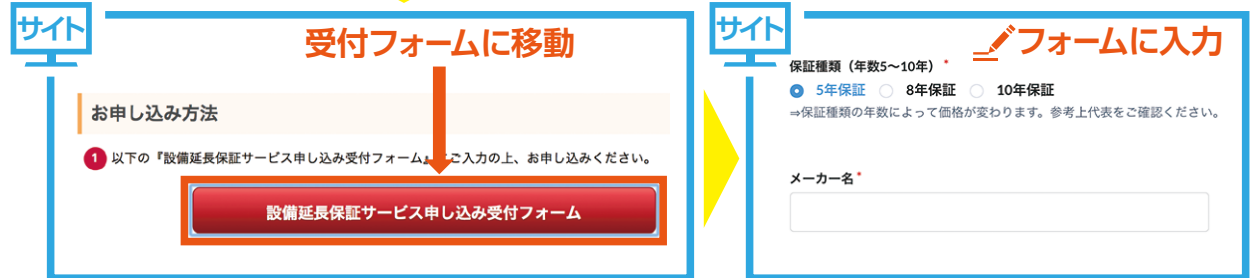 サイト
受付フォームに移動
お申し込み方法
1 以下の『設備延長保証サービス申し込み受付フォーム』 ご入力の上、お申し込みください。
設備延長保証サービス申し込み受付フォーム
サイト
フォームに入力
保証種類（年数5〜10年）*
5年保証 8年保証 10年保証
⇒保証種類の年数によって価格が変わります。参考上代表をご確認ください。
メーカー名*